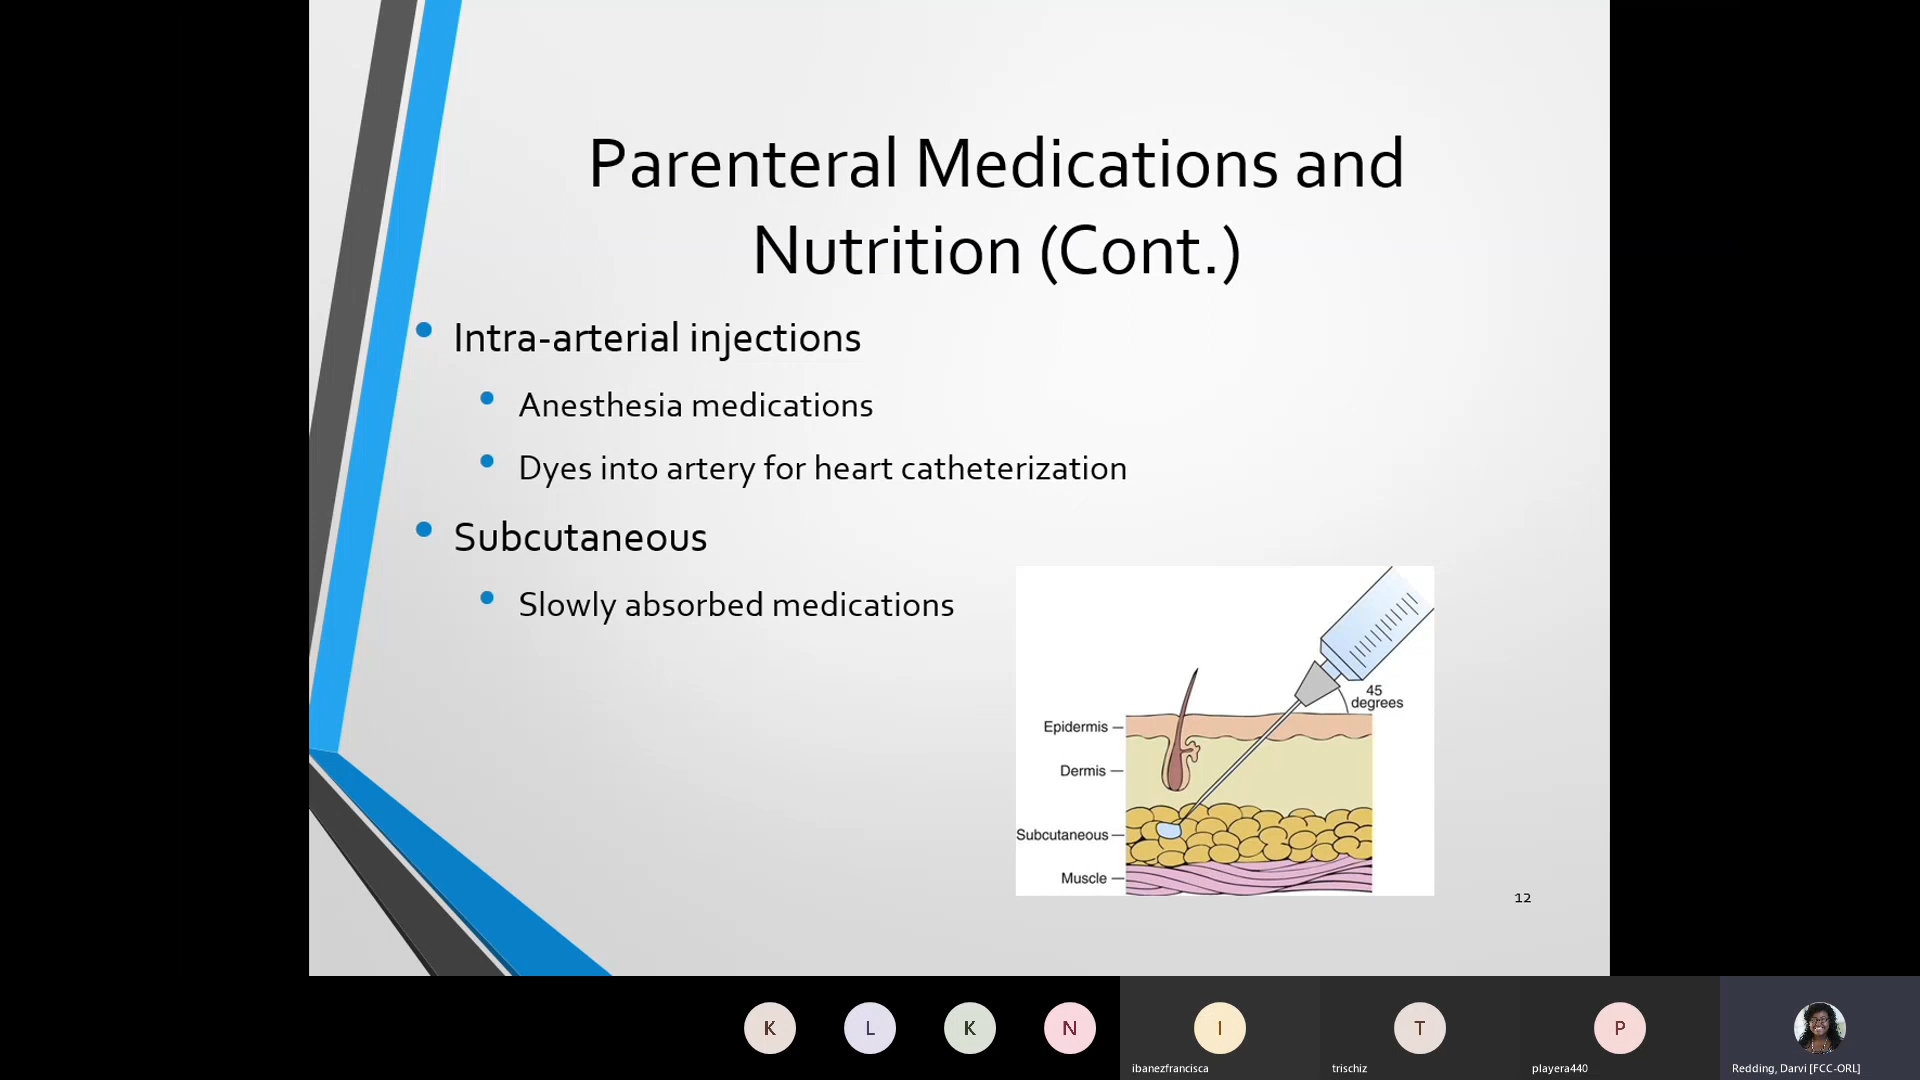 Parenteral Medications and
Nutrition (Cont.)
Intra-arterial injections
Anesthesia medications
Dyes into artery for heart catheterization
Subcutaneous
Slowly absorbed medications
45
degrees
Epidermis
Dermis
Subcutaneous
Muscle
12
K
L
K
N
I
T
P
ibanezfrancisca
trischiz
playera440
Redding, Darvi [FCC-ORL]